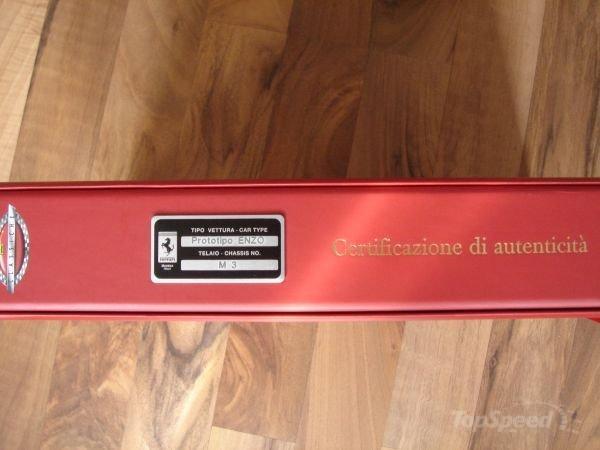 TIPO VETTURA - CAR TYPE
Prototipo ENZO
TELAIO - CHASSIS NO.
M 3
Certificazione di autenticità
TopSpeed